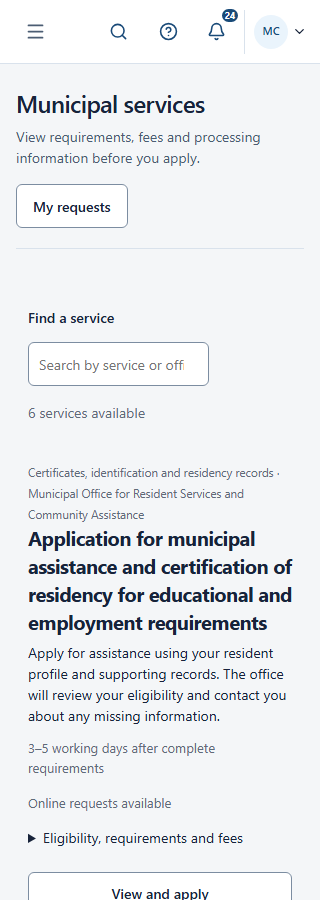 24
MC
Municipal services
View requirements, fees and processing
information before you apply.
My requests
Find a service
Search by service or offi
6 services available
Certificates, identification and residency records ·
Municipal Office for Resident Services and
Community Assistance
Application for municipal
assistance and certification of
residency for educational and
employment requirements
Apply for assistance using your resident
profile and supporting records. The office
will review your eligibility and contact you
about any missing information.
3–5 working days after complete
requirements
Online requests available
Eligibility, requirements and fees
View and apply